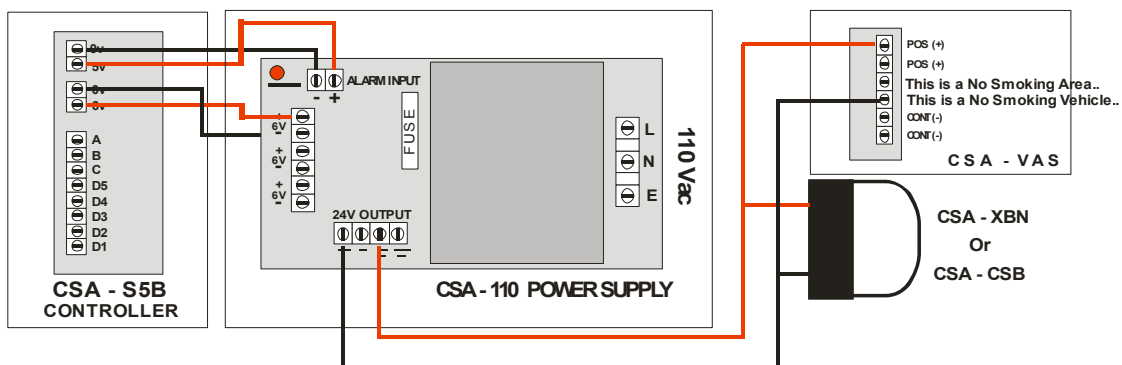 0v
5v
0v
6v
A
B
C
D5
D4
D3
D2
D1
CSA - S5B
CONTROLLER
ALARM INPUT
- +
+
6V
-
+
6V
-
+
6V
-
FUSE
24V OUTPUT
L
N
E
110 Vac
CSA - 110 POWER SUPPLY
POS (+)
POS (+)
This is a No Smoking Area..
This is a No Smoking Vehicle..
CONT (-)
CONT (-)
CSA - VAS
CSA - XBN
Or
CSA - CSB